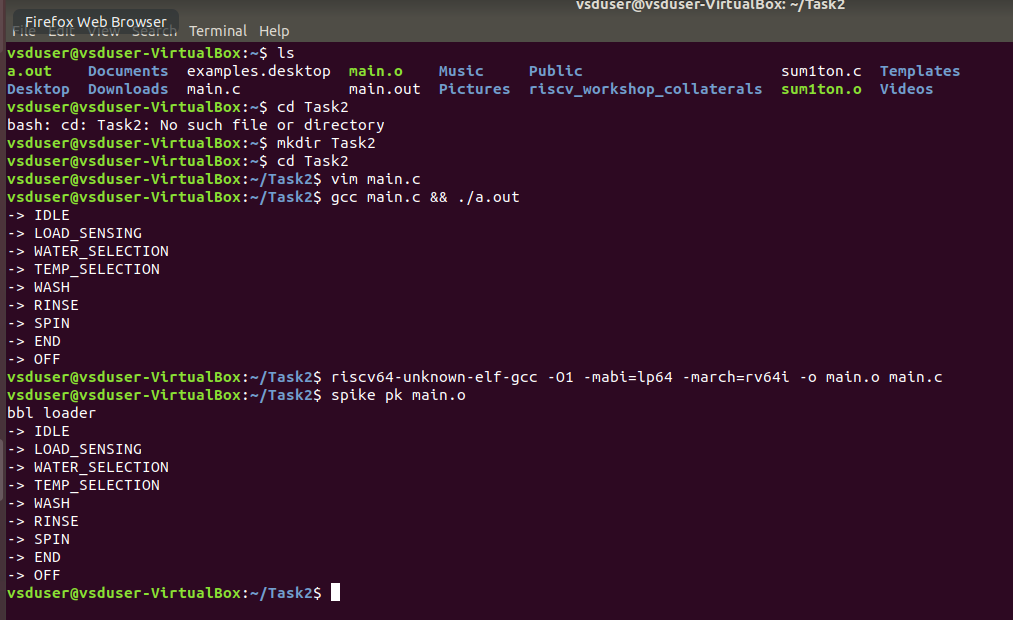 vsduser@vsduser-VirtualBox: ~/Task2
Firefox Web Browser
File Edit View Search Terminal Help
vsduser@vsduser-VirtualBox:~$ ls
a.out Documents examples.desktop main.o Music Public sum1ton.c Templates
Desktop Downloads main.c main.out Pictures riscv_workshop_collaterals sum1ton.o Videos
vsduser@vsduser-VirtualBox:~$ cd Task2
bash: cd: Task2: No such file or directory
vsduser@vsduser-VirtualBox:~$ mkdir Task2
vsduser@vsduser-VirtualBox:~$ cd Task2
vsduser@vsduser-VirtualBox:~/Task2$ vim main.c
vsduser@vsduser-VirtualBox:~/Task2$ gcc main.c && ./a.out
-> IDLE
-> LOAD_SENSING
-> WATER_SELECTION
-> TEMP_SELECTION
-> WASH
-> RINSE
-> SPIN
-> END
-> OFF
vsduser@vsduser-VirtualBox:~/Task2$ riscv64-unknown-elf-gcc -O1 -mabi=lp64 -march=rv64i -o main.o main.c
vsduser@vsduser-VirtualBox:~/Task2$ spike pk main.o
bbl loader
-> IDLE
-> LOAD_SENSING
-> WATER_SELECTION
-> TEMP_SELECTION
-> WASH
-> RINSE
-> SPIN
-> END
-> OFF
vsduser@vsduser-VirtualBox:~/Task2$